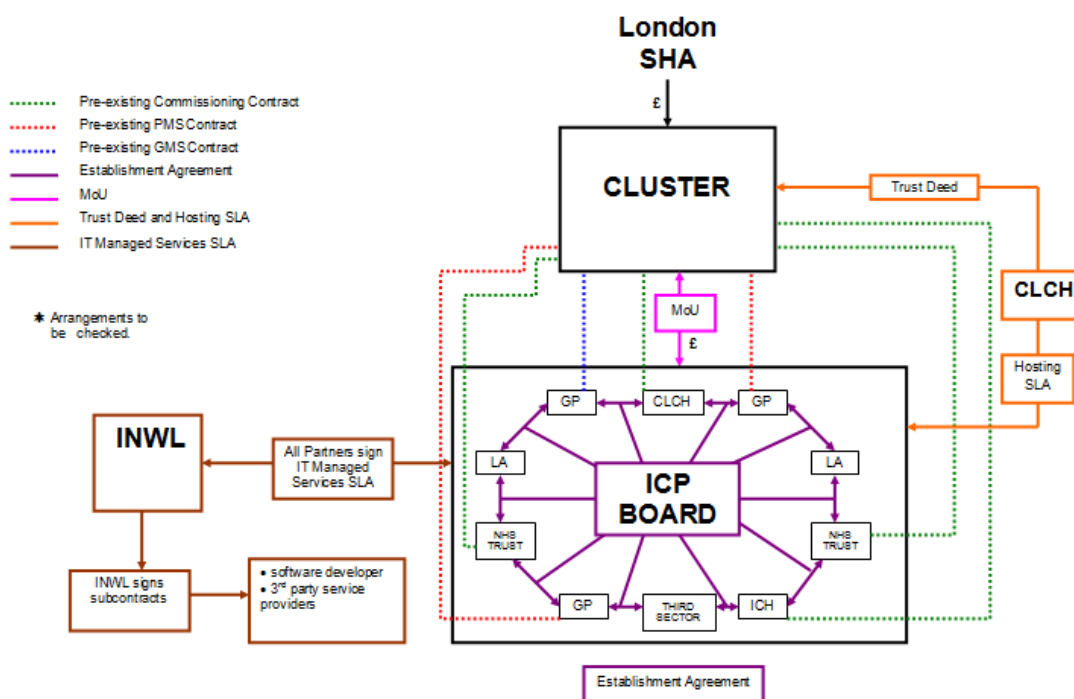 London
SHA
£
Pre-existing Commissioning Contract
Pre-existing PMS Contract
Pre-existing GMS Contract
Establishment Agreement
MoU
Trust Deed and Hosting SLA
IT Managed Services SLA
CLUSTER
Trust Deed
CLCH
Hosting
SLA
MoU
£
✱ Arrangements to
be checked.
GP
CLCH
GP
LA
LA
ICP
BOARD
NHS
TRUST
NHS
TRUST
GP
THIRD
SECTOR
ICH
INWL
All Partners sign
IT Managed
Services SLA
INWL signs
subcontracts
• software developer
• 3rd party service
providers
Establishment Agreement